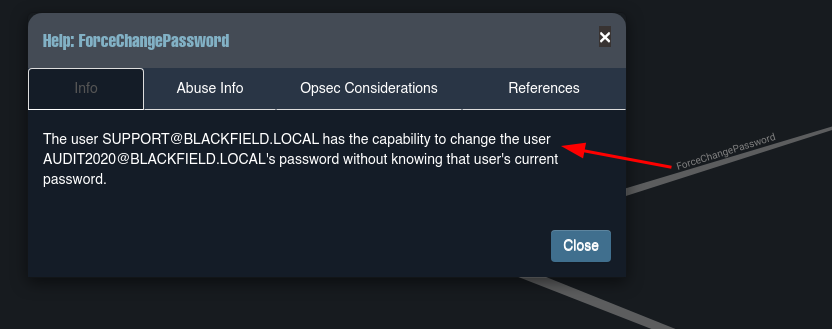 Help: ForceChangePassword
×
Info
Abuse Info
Opsec Considerations
References
The user SUPPORT@BLACKFIELD.LOCAL has the capability to change the user
AUDIT2020@BLACKFIELD.LOCAL's password without knowing that user's current
password.
ForceChangePassword
Close